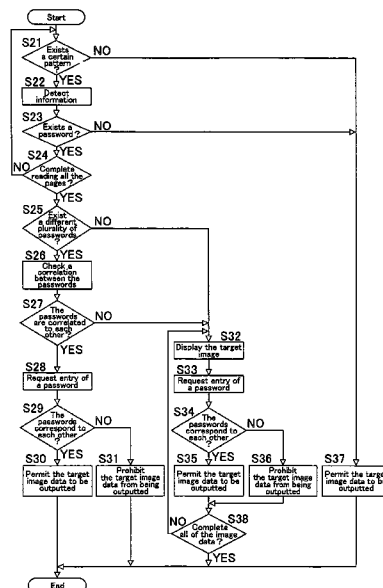 Start
S21
Exists
a certain
pattern
?
NO
YES
S22
Detect
information
S23
Exists a
password ?
NO
YES
S24
Complete
reading all the
pages ?
NO
YES
S25
Exist
a different
plurality of
passwords
?
NO
YES
S26
Check a
correlation
between the
passwords
S27
The
passwords
are correlated
to each
other ?
NO
YES
S28
Request entry of
a password
S29
The
passwords
correspond to
each other
?
NO
YES
S30
Permit the target
image data to be
outputted
S31
Prohibit
the target image
data from being
outputted
S32
Display the target
image
S33
Request entry of
a password
S34
The
passwords
correspond to
each other
?
NO
YES
S35
Permit the target
image data to be
outputted
S36
Prohibit
the target image
data from being
outputted
S37
Permit the target
image data to be
outputted
S38
Complete
all of the image
data ?
NO
YES
End